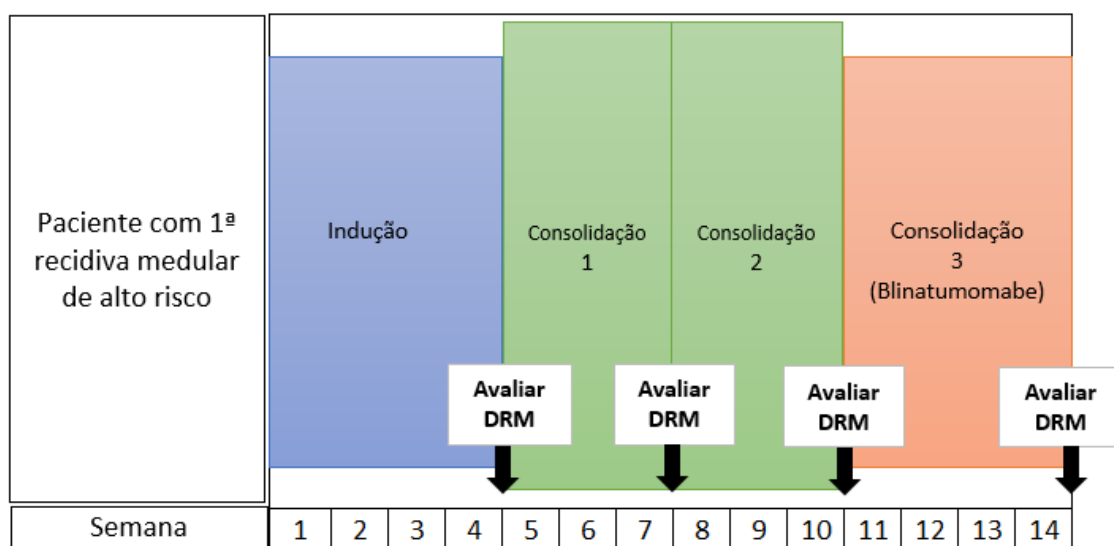 Paciente com 1ª
recidiva medular
de alto risco
Indução
Consolidação
1
Consolidação
2
Consolidação
3
(Blinatumomabe)
Avaliar
DRM
Avaliar
DRM
Avaliar
DRM
Avaliar
DRM
Semana 1 2 3 4 5 6 7 8 9 10 11 12 13 14